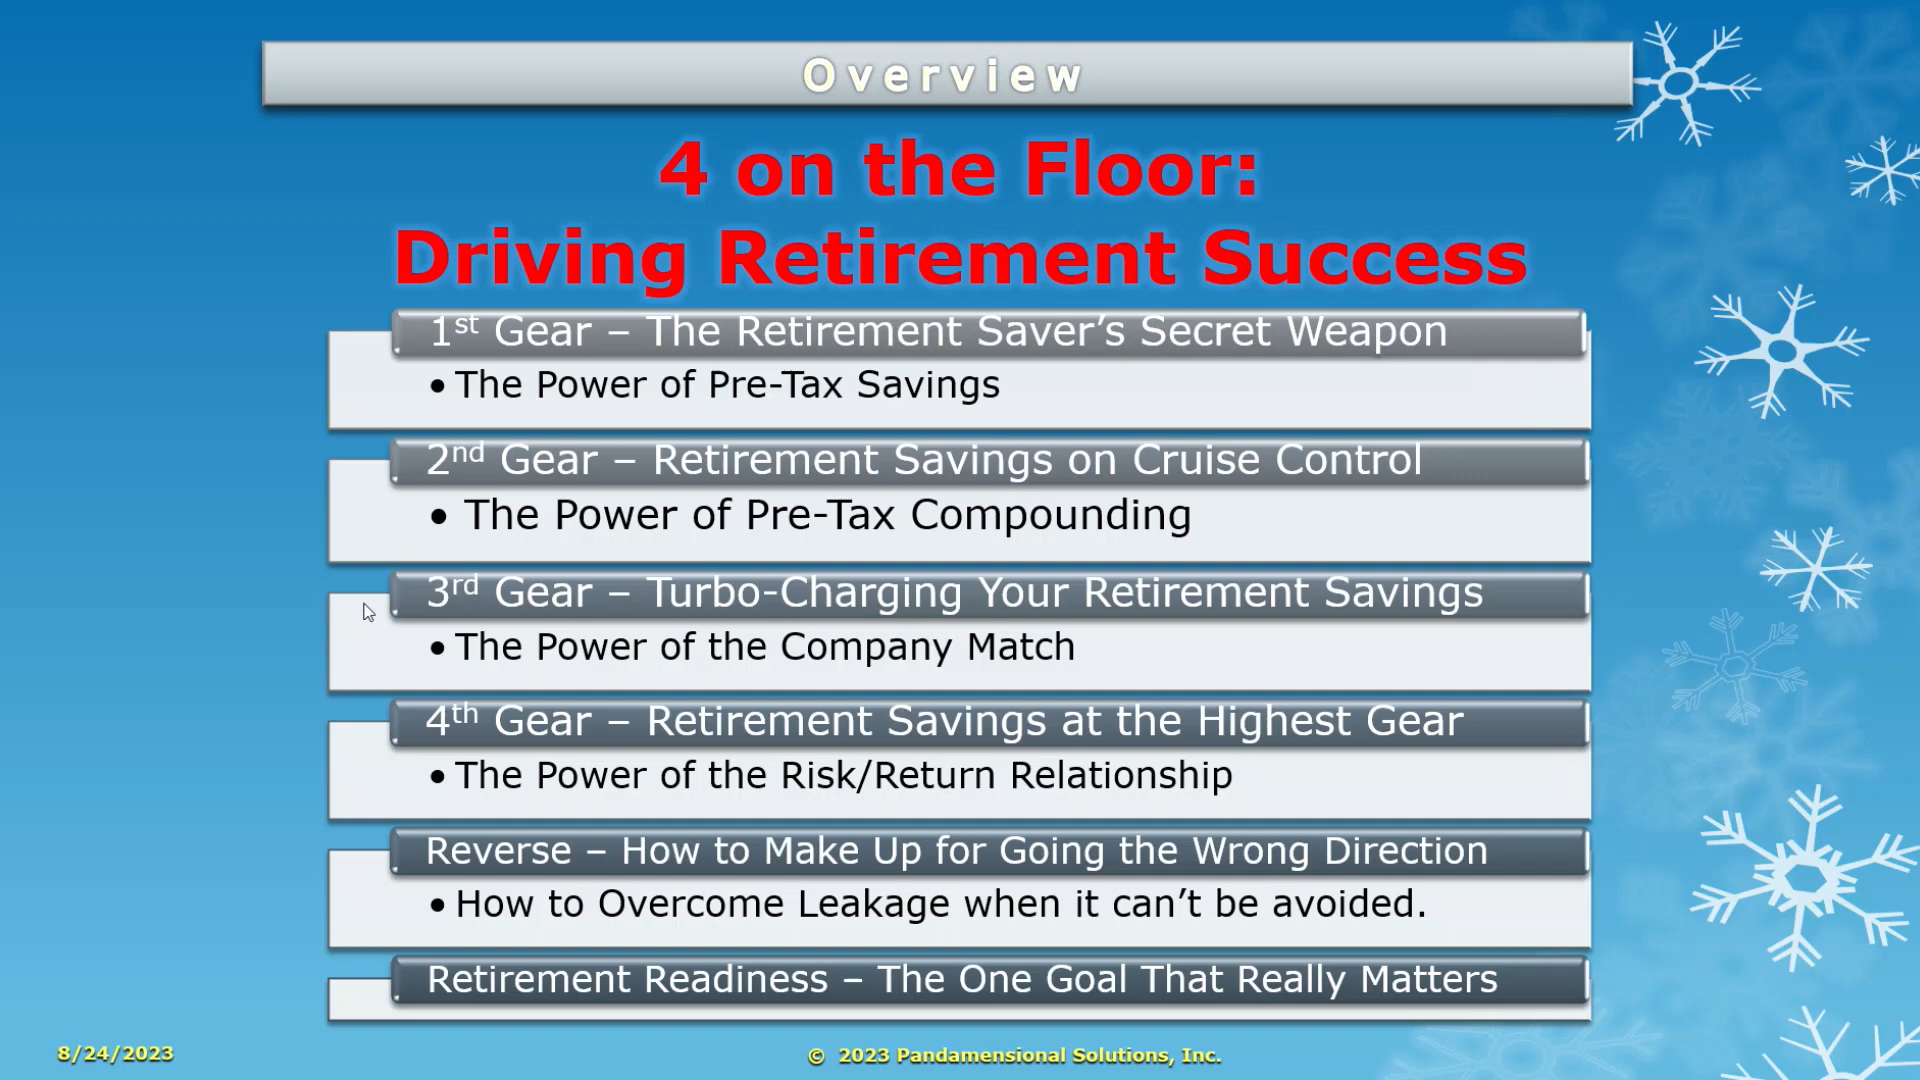 Overview
4 on the Floor:
Driving Retirement Success
1st Gear – The Retirement Saver’s Secret Weapon
• The Power of Pre-Tax Savings
2nd Gear – Retirement Savings on Cruise Control
• The Power of Pre-Tax Compounding
3rd Gear – Turbo-Charging Your Retirement Savings
• The Power of the Company Match
4th Gear – Retirement Savings at the Highest Gear
• The Power of the Risk/Return Relationship
Reverse – How to Make Up for Going the Wrong Direction
• How to Overcome Leakage when it can’t be avoided.
Retirement Readiness – The One Goal That Really Matters
8/24/2023
© 2023 Pandamensional Solutions, Inc.